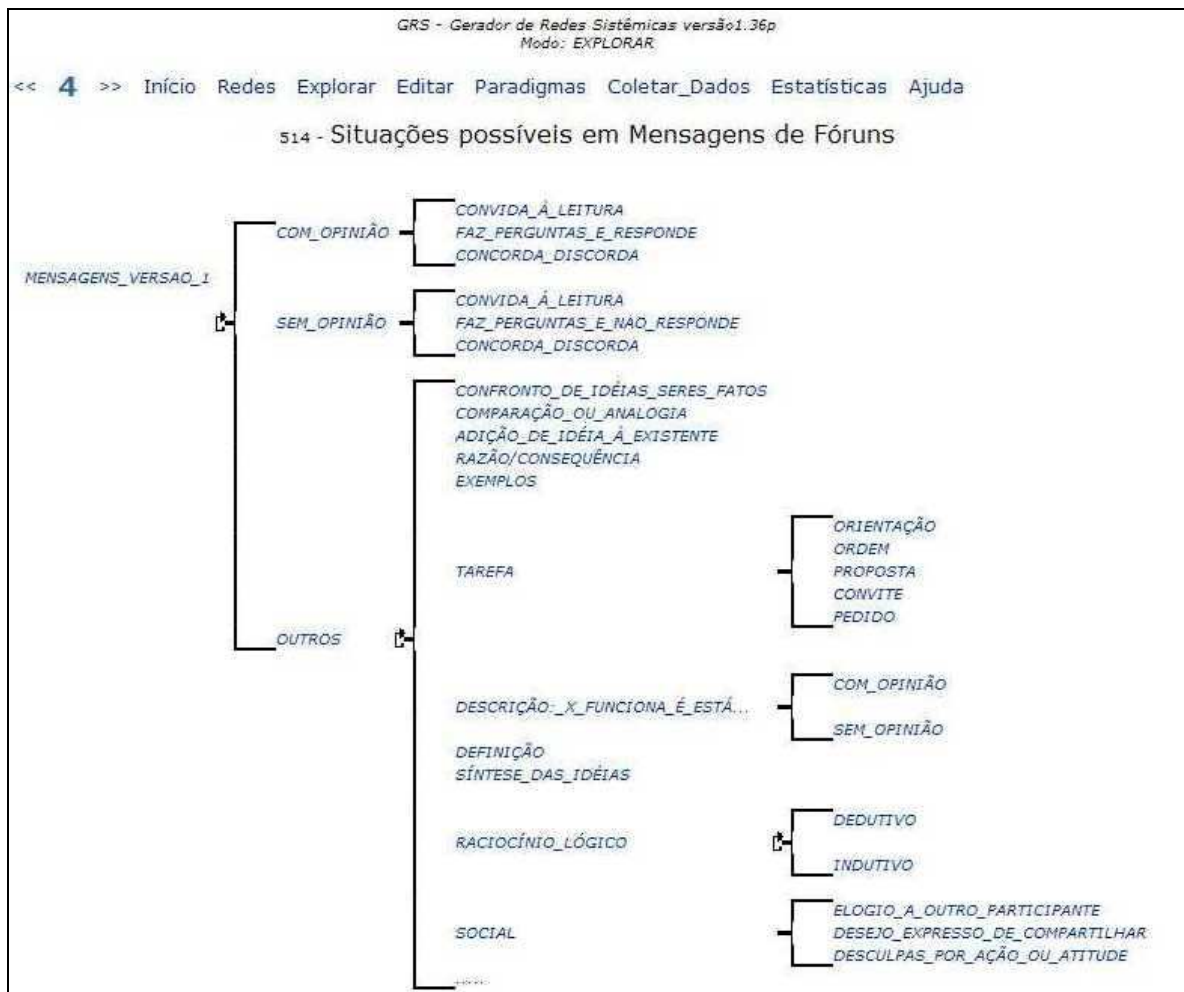 GRS - Gerador de Redes Sistêmicas versão1.36p
Modo: EXPLORAR
<< 4 >> Início Redes Explorar Editar Paradigmas Coletar_Dados Estatísticas Ajuda
514 - Situações possíveis em Mensagens de Fóruns
MENSAGENS_VERSAO_1
COM_OPINIÃO
CONVIDA_À_LEITURA
FAZ_PERGUNTAS_E_RESPONDE
CONCORDA_DISCORDA
SEM_OPINIÃO
CONVIDA_À_LEITURA
FAZ_PERGUNTAS_E_NAO_RESPONDE
CONCORDA_DISCORDA
OUTROS
CONFRONTO_DE_IDÉIAS_SERES_FATOS
COMPARAÇÃO_OU_ANALOGIA
ADIÇÃO_DE_IDÉIA_À_EXISTENTE
RAZÃO/CONSEQUÊNCIA
EXEMPLOS
TAREFA
ORIENTAÇÃO
ORDEM
PROPOSTA
CONVITE
PEDIDO
DESCRIÇÃO:_X_FUNCIONA_É_ESTÁ...
COM_OPINIÃO
SEM_OPINIÃO
DEFINIÇÃO
SÍNTESE_DAS_IDÉIAS
RACIOCÍNIO_LÓGICO
DEDUTIVO
INDUTIVO
SOCIAL
ELOGIO_A_OUTRO_PARTICIPANTE
DESEJO_EXPRESSO_DE_COMPARTILHAR
DESCULPAS_POR_AÇÃO_OU_ATITUDE
.....